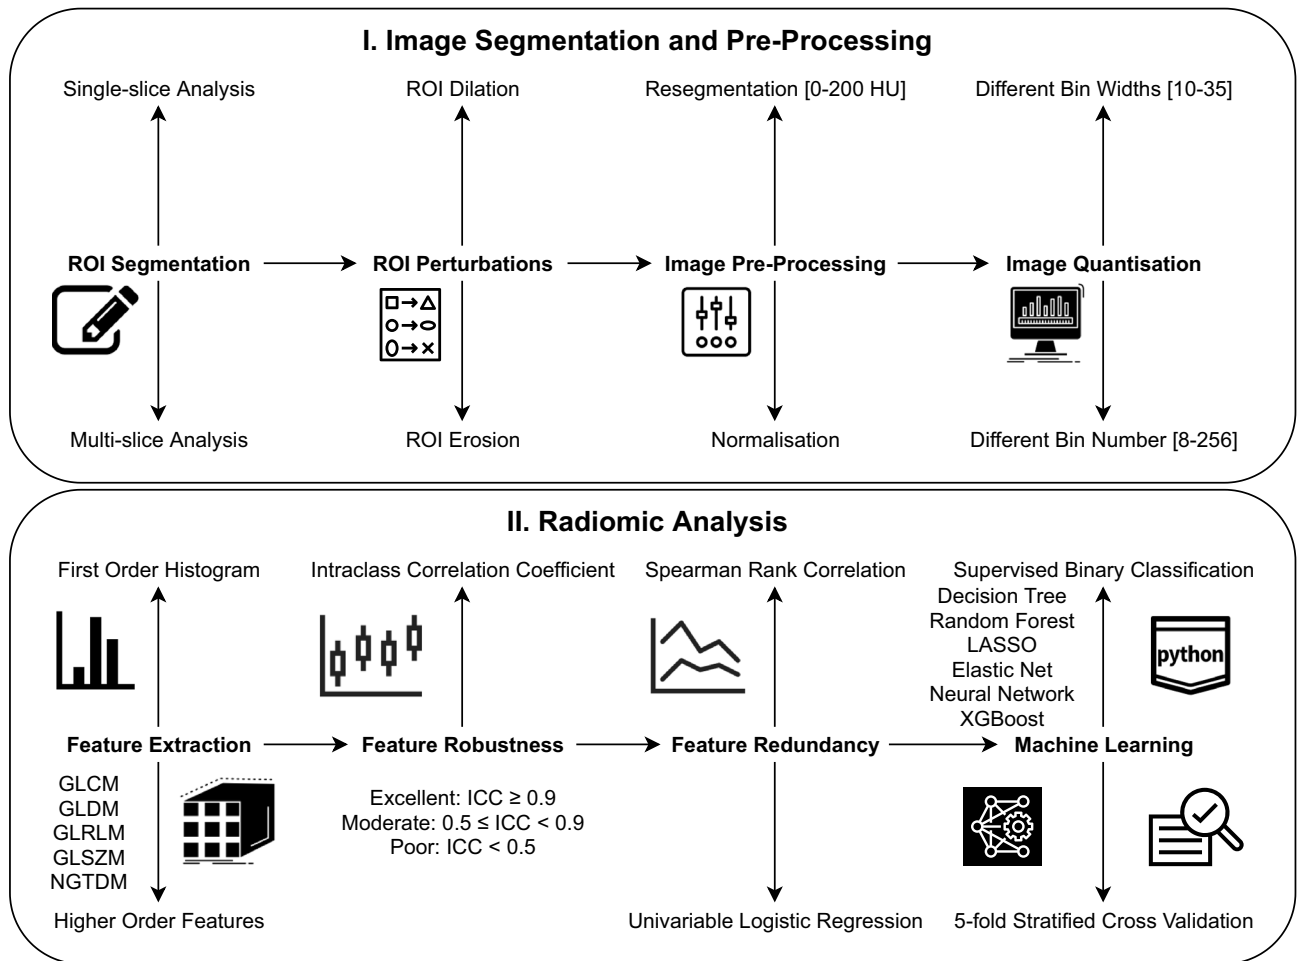 I. Image Segmentation and Pre-Processing
Single-slice Analysis
ROI Dilation
Resegmentation [0-200 HU]
Different Bin Widths [10-35]
ROI Segmentation
ROI Perturbations
Image Pre-Processing
Image Quantisation
Multi-slice Analysis
ROI Erosion
Normalisation
Different Bin Number [8-256]
II. Radiomic Analysis
First Order Histogram
Intraclass Correlation Coefficient
Spearman Rank Correlation
Supervised Binary Classification
Decision Tree
Random Forest
LASSO
Elastic Net
Neural Network
XGBoost
python
Feature Extraction
Feature Robustness
Feature Redundancy
Machine Learning
GLCM
GLDM
GLRLM
GLSZM
NGTDM
Excellent: ICC ≥ 0.9
Moderate: 0.5 ≤ ICC < 0.9
Poor: ICC < 0.5
Higher Order Features
Univariable Logistic Regression
5-fold Stratified Cross Validation